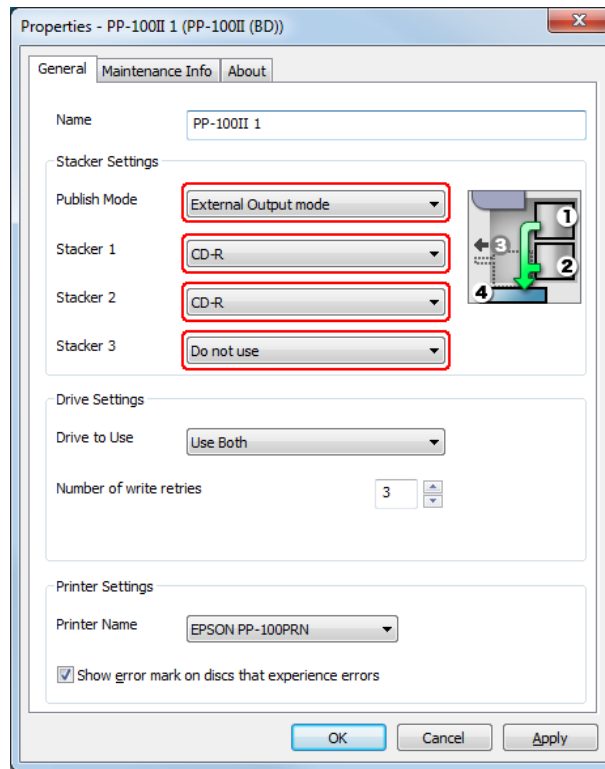 Properties - PP-100II 1 (PP-100II (BD))
General Maintenance Info About
Name PP-100II 1
Stacker Settings
Publish Mode External Output mode
Stacker 1 CD-R
Stacker 2 CD-R
Stacker 3 Do not use
1
3
2
4
Drive Settings
Drive to Use Use Both
Number of write retries 3
Printer Settings
Printer Name EPSON PP-100PRN
Show error mark on discs that experience errors
OK Cancel Apply